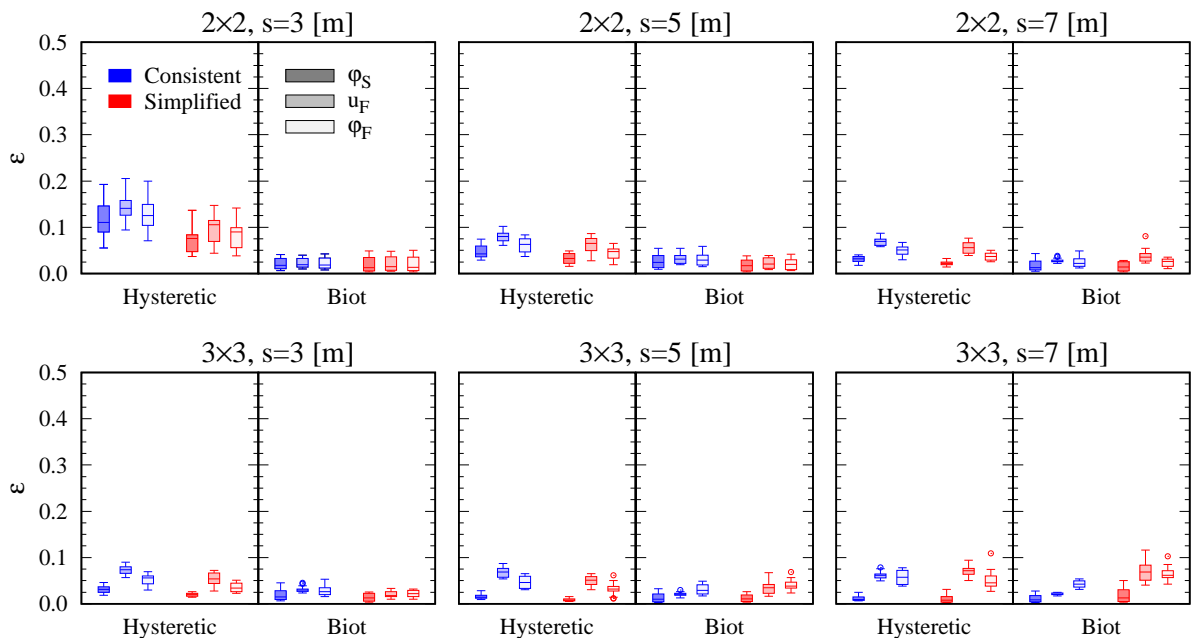 2×2, s=3 [m]
2×2, s=5 [m]
2×2, s=7 [m]
0.5
0.4
0.3
0.2
0.1
0.0
ε
Consistent
Simplified
φS
uF
φF
Hysteretic
Biot
Hysteretic
Biot
Hysteretic
Biot
3×3, s=3 [m]
3×3, s=5 [m]
3×3, s=7 [m]
0.5
0.4
0.3
0.2
0.1
0.0
ε
Hysteretic
Biot
Hysteretic
Biot
Hysteretic
Biot